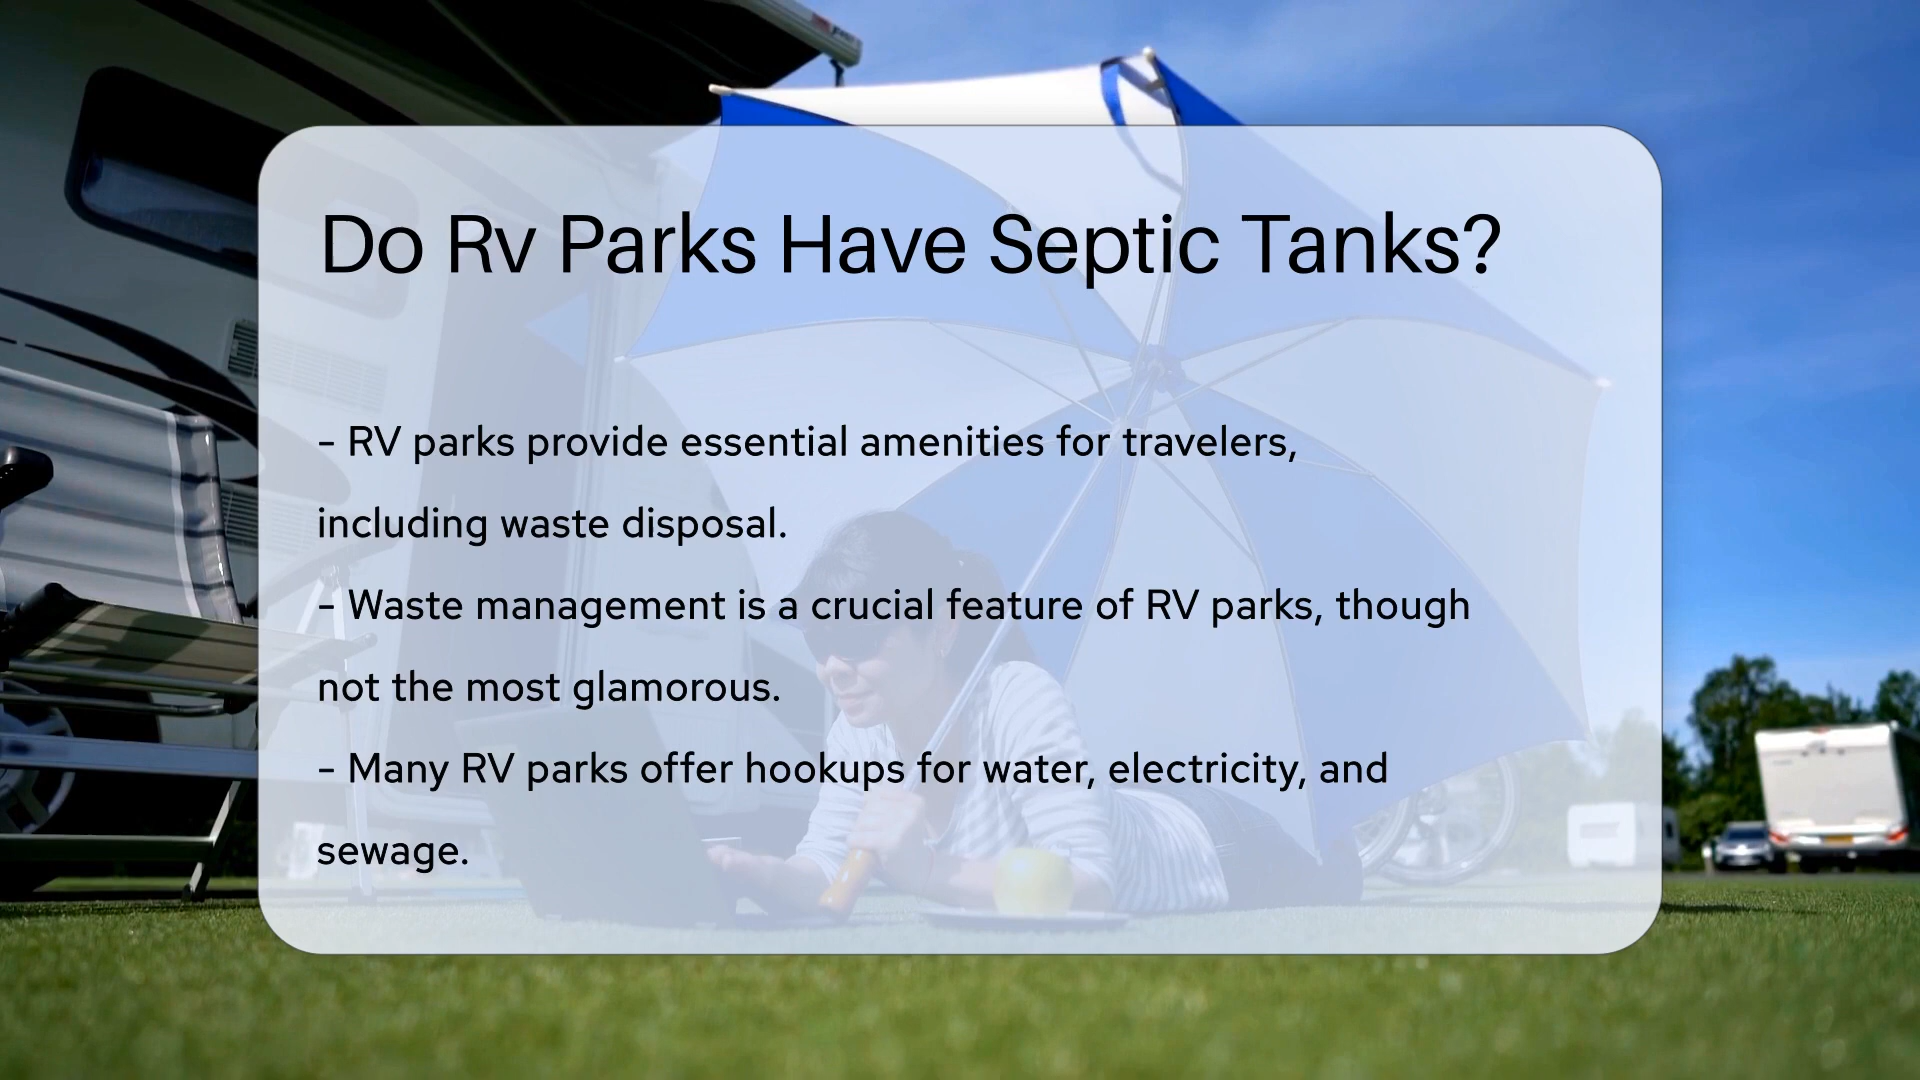 Do Rv Parks Have Septic Tanks?
– RV parks provide essential amenities for travelers,
including waste disposal.
– Waste management is a crucial feature of RV parks, though
not the most glamorous.
– Many RV parks offer hookups for water, electricity, and
sewage.